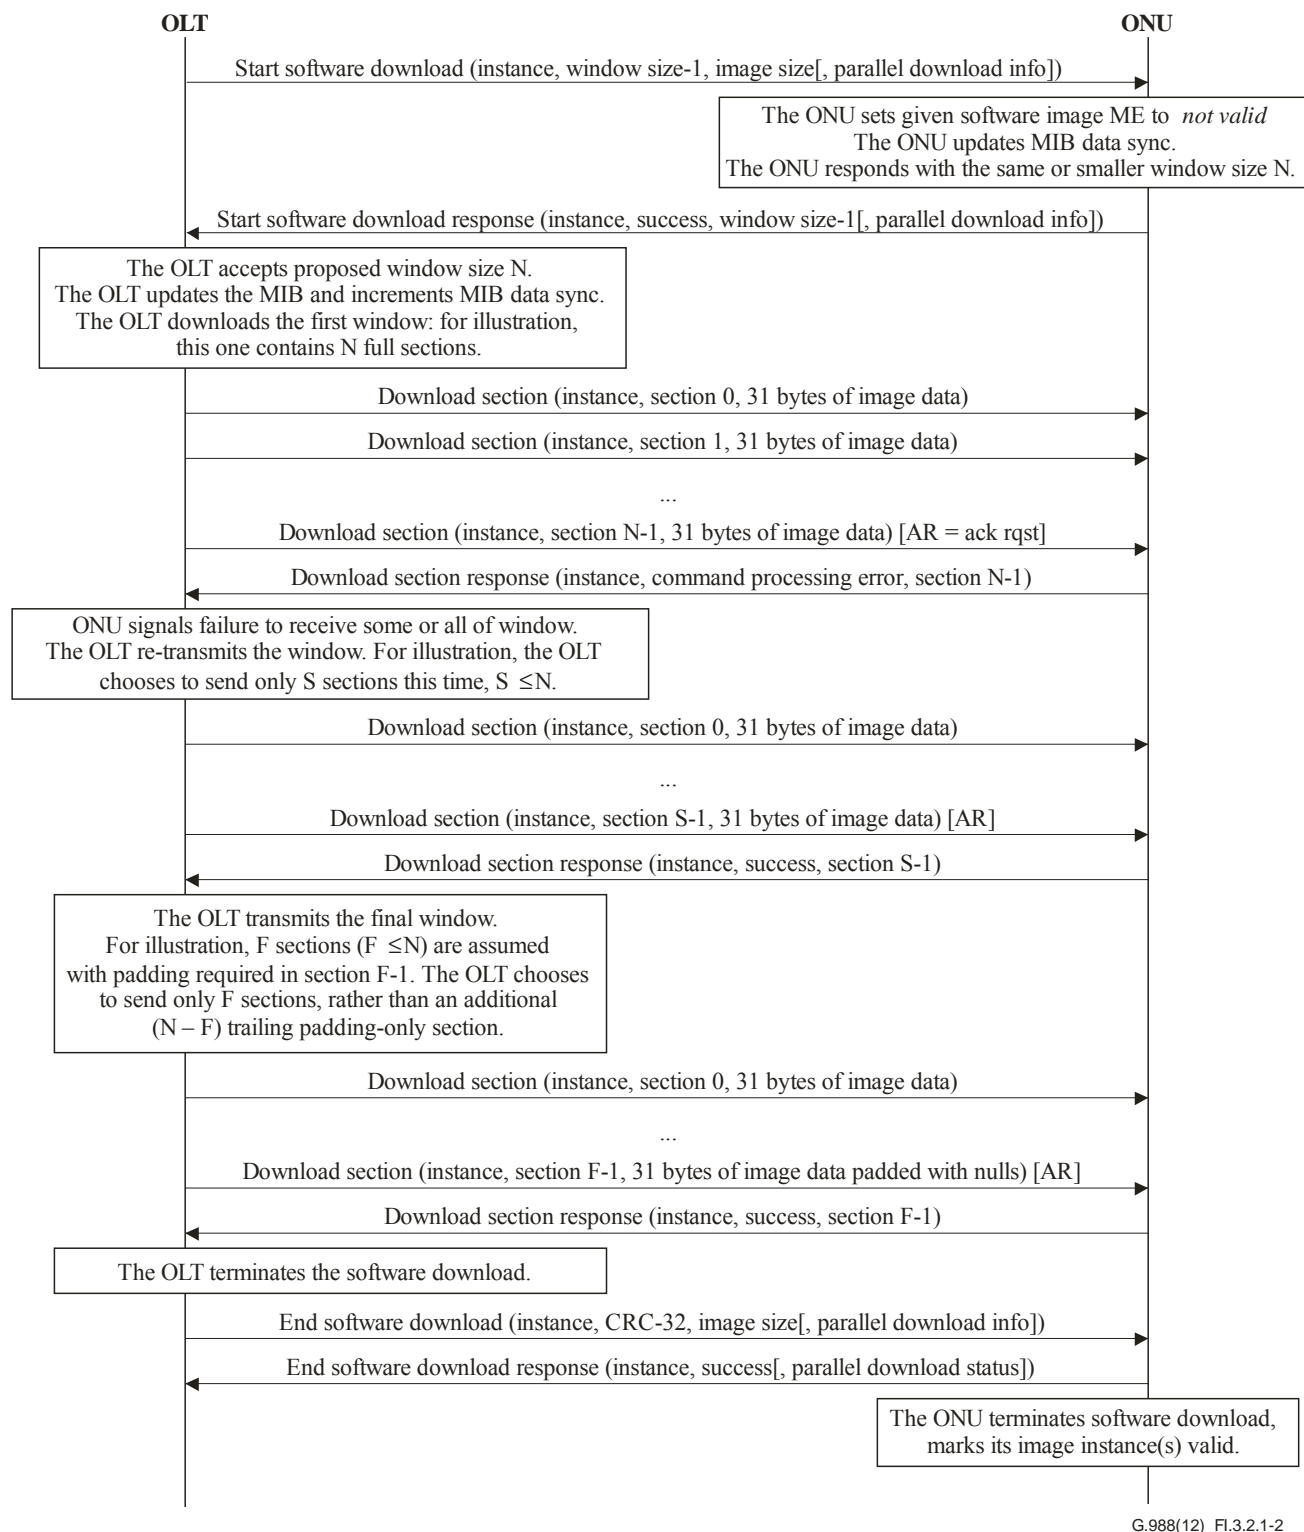 OLT ONU
Start software download (instance, window size-1, image size[, parallel download info])
The ONU sets given software image ME to not valid
The ONU updates MIB data sync.
The ONU responds with the same or smaller window size N.
Start software download response (instance, success, window size-1[, parallel download info])
The OLT accepts proposed window size N.
The OLT updates the MIB and increments MIB data sync.
The OLT downloads the first window: for illustration,
this one contains N full sections.
Download section (instance, section 0, 31 bytes of image data)
Download section (instance, section 1, 31 bytes of image data)
...
Download section (instance, section N-1, 31 bytes of image data) [AR = ack rqst]
Download section response (instance, command processing error, section N-1)
ONU signals failure to receive some or all of window.
The OLT re-transmits the window. For illustration, the OLT
chooses to send only S sections this time, S ≤N.
Download section (instance, section 0, 31 bytes of image data)
...
Download section (instance, section S-1, 31 bytes of image data) [AR]
Download section response (instance, success, section S-1)
The OLT transmits the final window.
For illustration, F sections (F ≤N) are assumed
with padding required in section F-1. The OLT chooses
to send only F sections, rather than an additional
(N – F) trailing padding-only section.
Download section (instance, section 0, 31 bytes of image data)
...
Download section (instance, section F-1, 31 bytes of image data padded with nulls) [AR]
Download section response (instance, success, section F-1)
The OLT terminates the software download.
End software download (instance, CRC-32, image size[, parallel download info])
End software download response (instance, success[, parallel download status])
The ONU terminates software download,
marks its image instance(s) valid.
G.988(12)_FI.3.2.1-2